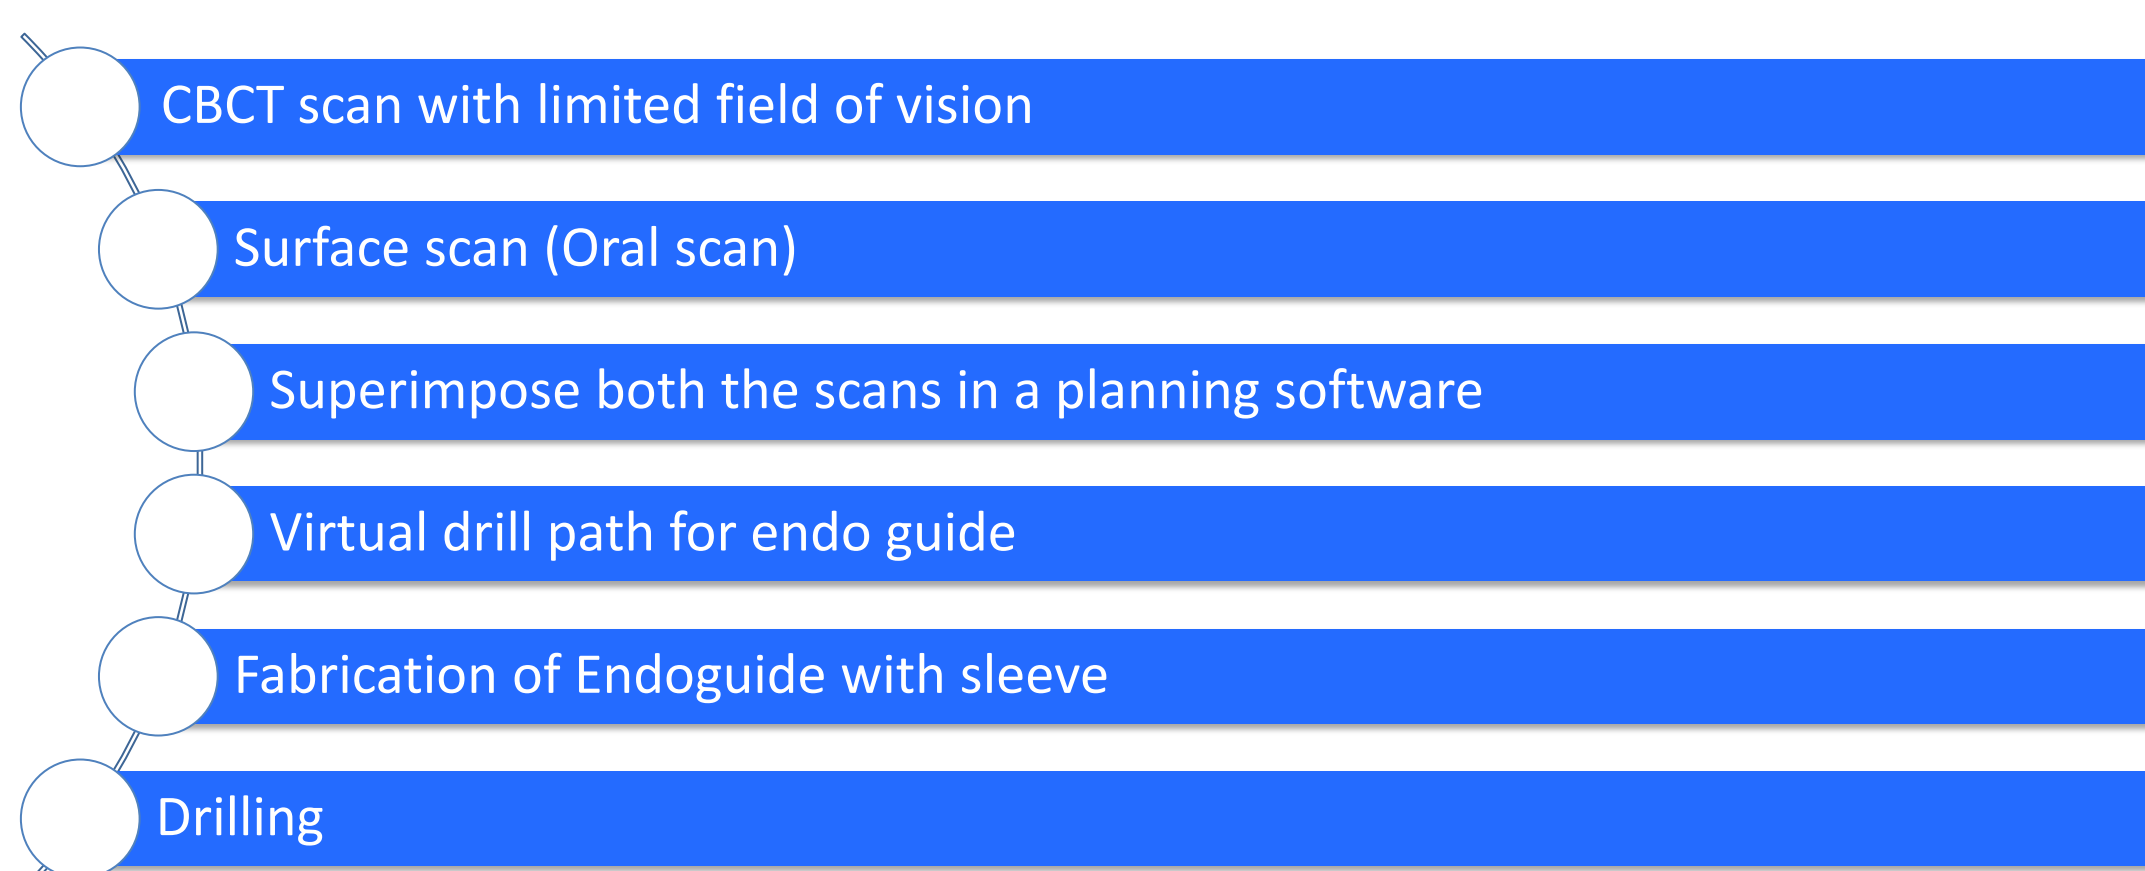 CBCT scan with limited field of vision
Surface scan (Oral scan)
Superimpose both the scans in a planning software
Virtual drill path for endo guide
Fabrication of Endoguide with sleeve
Drilling